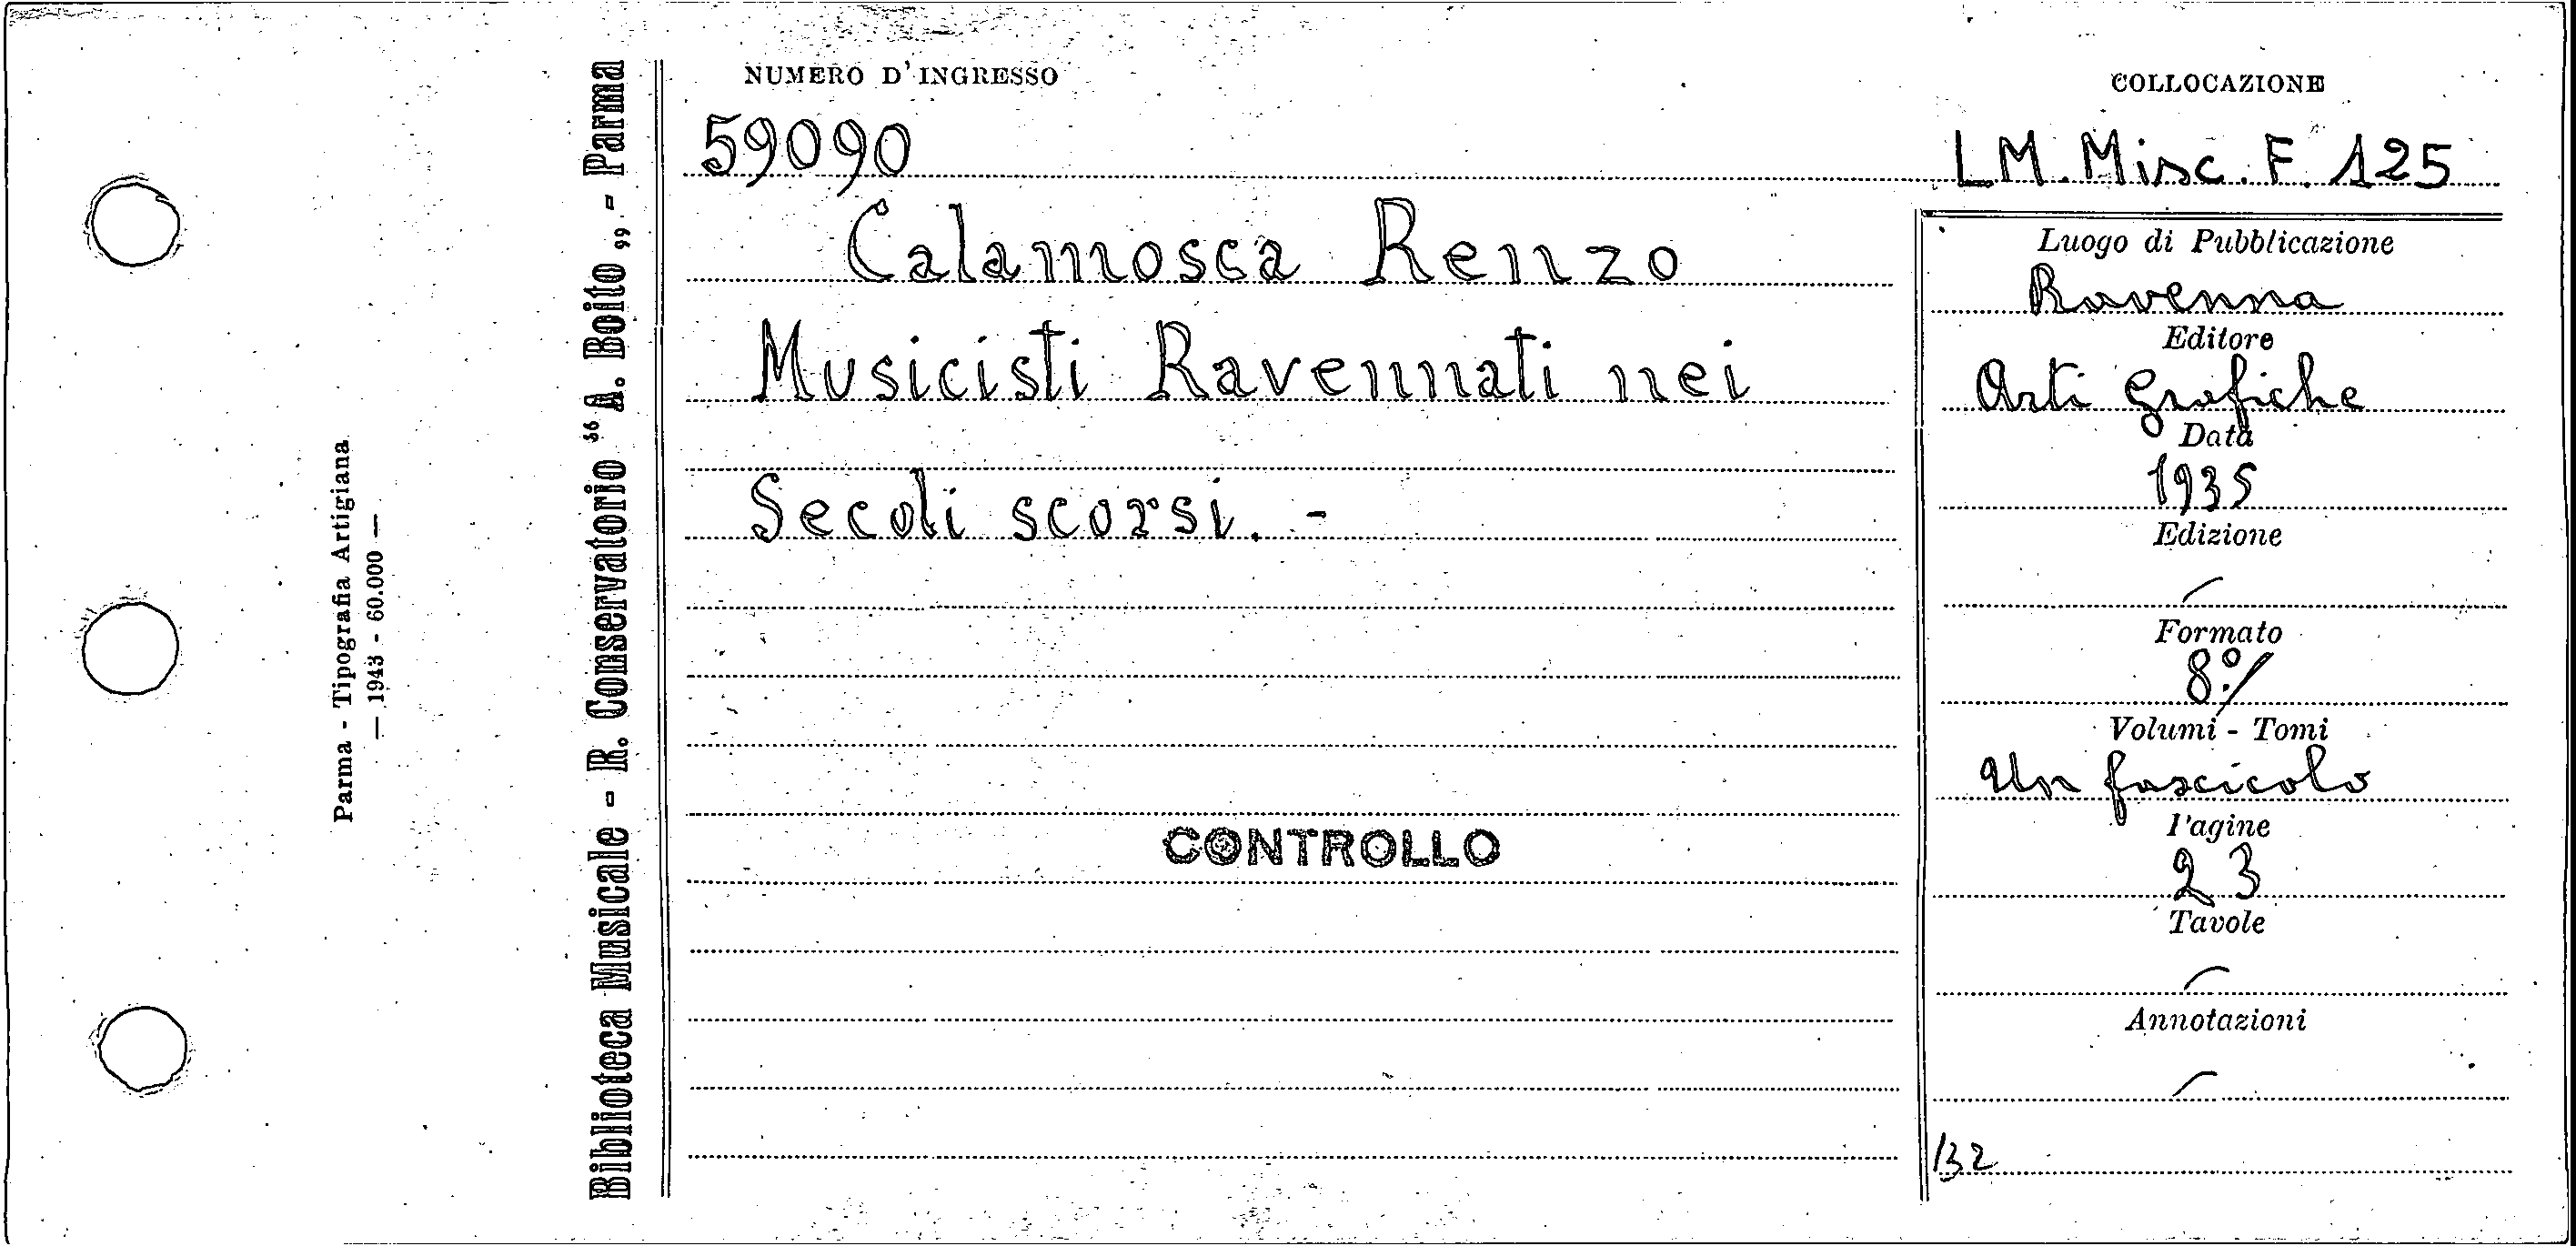 Parma - Tipografia Artigiana
— 1943 - 60.000 —
Biblioteca Musicale - R. Conservatorio "A. Boito„ - Parma
NUMERO D'INGRESSO
59090
Calamosca Renzo
Musicisti Ravennati nei
Secoli scorsi. -
CONTROLLO
COLLOCAZIONE
LM. Misc. F. 125
Luogo di Pubblicazione
Ravenna
Editore
Arti Grafiche
Data
1935
Edizione
Formato
8º/
Volumi - Tomi
Un fascicolo
Pagine
23
Tavole
Annotazioni
132